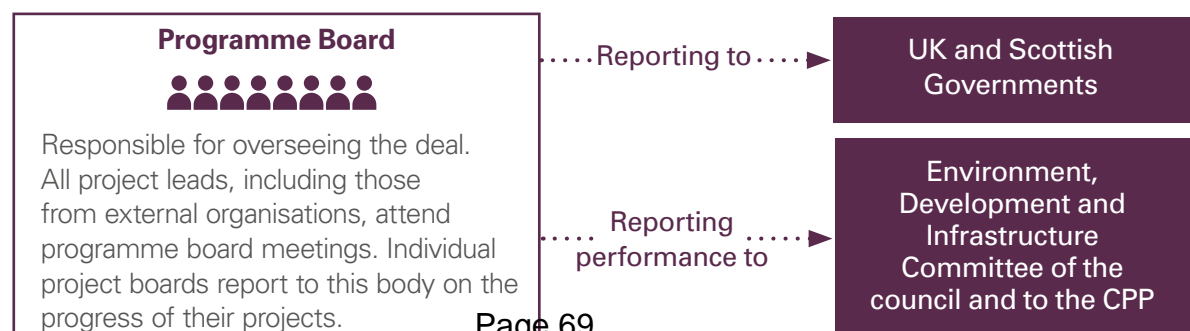 Programme Board
Responsible for overseeing the deal.
All project leads, including those
from external organisations, attend
programme board meetings. Individual
project boards report to this body on the
progress of their projects.
Reporting to
UK and Scottish
Governments
Reporting
performance to
Environment,
Development and
Infrastructure
Committee of the
council and to the CPP
Page 69